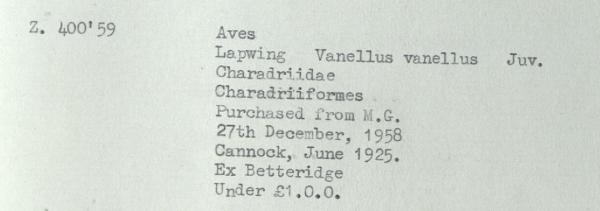 Z. 400'59
Aves
Lapwing Vanellus vanellus Juv.
Charadriidae
Charadriiformes
Purchased from M.G.
27th December, 1958
Cannock, June 1925.
Ex Betteridge
Under £1.0.0.